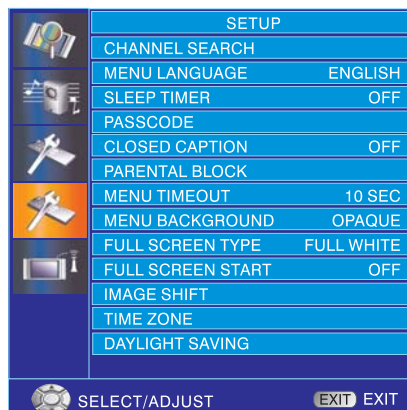 SETUP
CHANNEL SEARCH
MENU LANGUAGE ENGLISH
SLEEP TIMER OFF
PASSCODE
CLOSED CAPTION OFF
PARENTAL BLOCK
MENU TIMEOUT 10 SEC
MENU BACKGROUND OPAQUE
FULL SCREEN TYPE FULL WHITE
FULL SCREEN START OFF
IMAGE SHIFT
TIME ZONE
DAYLIGHT SAVING
SELECT/ADJUST EXIT EXIT